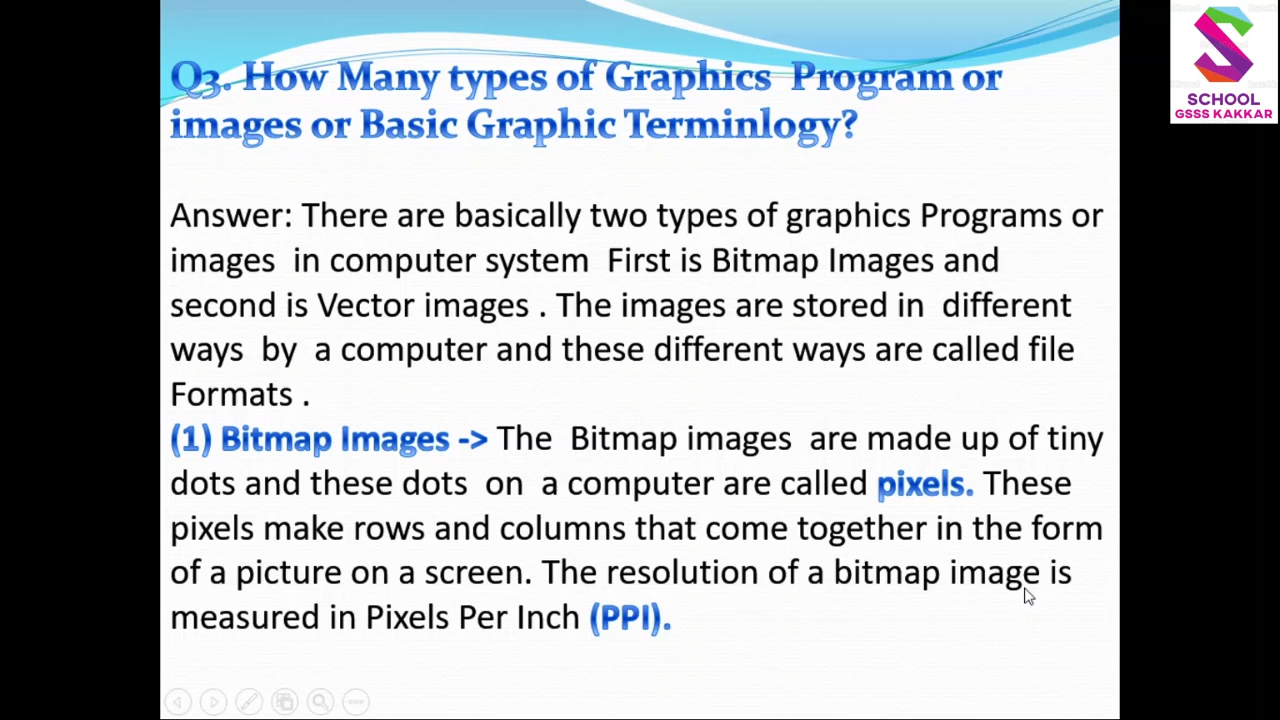 Q3. How Many types of Graphics Program or
images or Basic Graphic Terminlogy?
Answer: There are basically two types of graphics Programs or
images in computer system First is Bitmap Images and
second is Vector images . The images are stored in different
ways by a computer and these different ways are called file
Formats .
(1) Bitmap Images -> The Bitmap images are made up of tiny
dots and these dots on a computer are called pixels. These
pixels make rows and columns that come together in the form
of a picture on a screen. The resolution of a bitmap image is
measured in Pixels Per Inch (PPI).
SCHOOL
GSSS KAKKAR